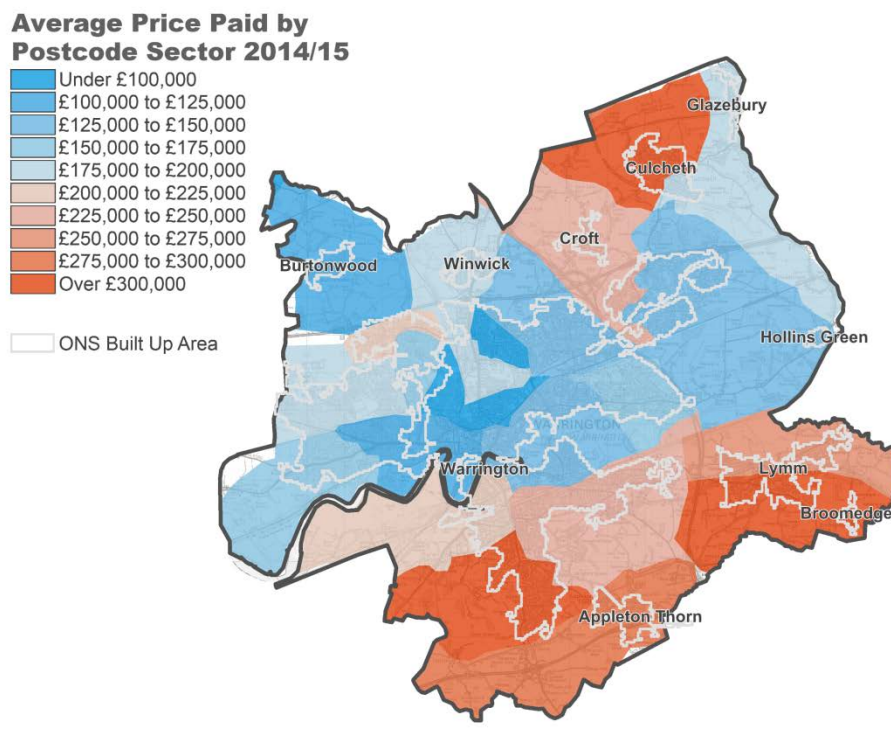 Average Price Paid by
Postcode Sector 2014/15
Under £100,000
£100,000 to £125,000
£125,000 to £150,000
£150,000 to £175,000
£175,000 to £200,000
£200,000 to £225,000
£225,000 to £250,000
£250,000 to £275,000
£275,000 to £300,000
Over £300,000
ONS Built Up Area
Glazebury
Culcheth
Croft
Winwick
Burtonwood
Hollins Green
WARRINGTON
Warrington
Lymm
Broomedge
Appleton Thorn